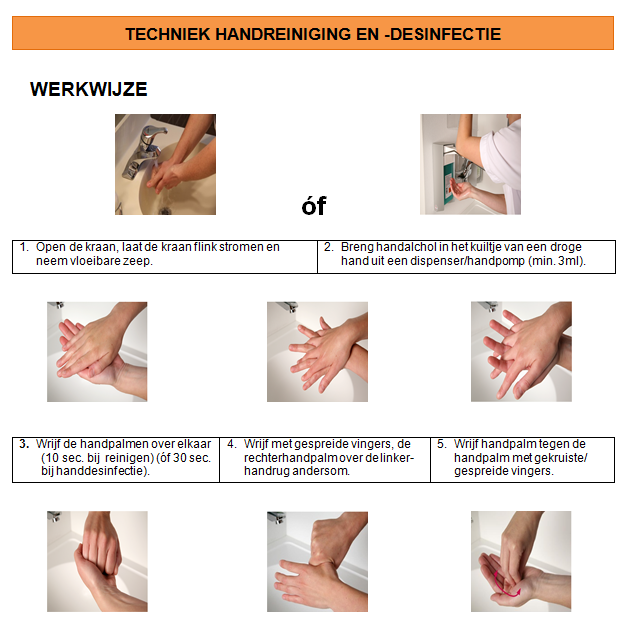 TECHNIEK HANDREINIGING EN -DESINFECTIE
WERKWIJZE
óf
1. Open de kraan, laat de kraan flink stromen en
neem vloeibare zeep.
2. Breng handalchol in het kuiltje van een droge
hand uit een dispenser/handpomp (min. 3ml).
3. Wrijf de handpalmen over elkaar
(10 sec. bij reinigen) (óf 30 sec.
bij handdesinfectie).
4. Wrijf met gespreide vingers, de
rechterhandpalm over de linker-
handrug andersom.
5. Wrijf handpalm tegen de
handpalm met gekruiste/
gespreide vingers.